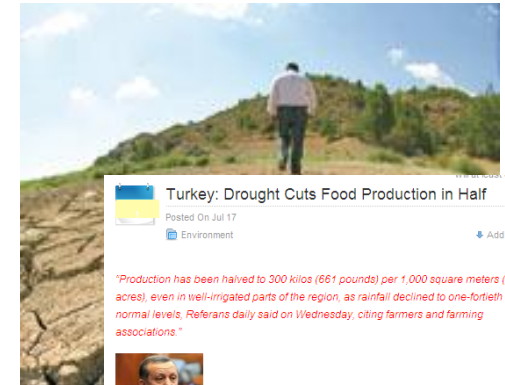 Turkey: Drought Cuts Food Production in Half
Posted On Jul 17
Environment
Add
"Production has been halved to 300 kilos (661 pounds) per 1,000 square meters (
acres), even in well-irrigated parts of the region, as rainfall declined to one-fortieth
normal levels, Referans daily said on Wednesday, citing farmers and farming
associations."